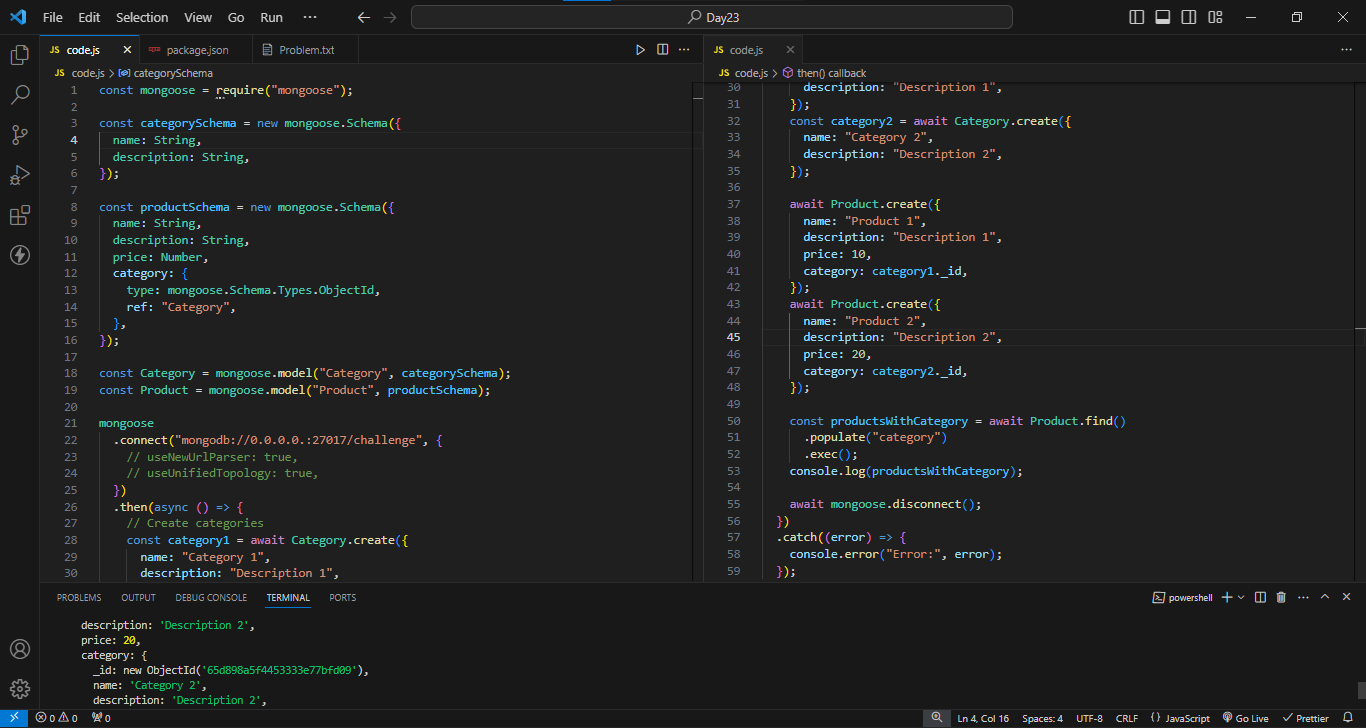 File Edit Selection View Go Run ··· Day23
JS code.js package.json Problem.txt
JS code.js > categorySchema
1 const mongoose = require("mongoose");
2
3 const categorySchema = new mongoose.Schema({
4 name: String,
5 description: String,
6 });
7
8 const productSchema = new mongoose.Schema({
9 name: String,
10 description: String,
11 price: Number,
12 category: {
13 type: mongoose.Schema.Types.ObjectId,
14 ref: "Category",
15 },
16 });
17
18 const Category = mongoose.model("Category", categorySchema);
19 const Product = mongoose.model("Product", productSchema);
20
21 mongoose
22 .connect("mongodb://0.0.0.0.:27017/challenge", {
23 // useNewUrlParser: true,
24 // useUnifiedTopology: true,
25 })
26 .then(async () => {
27 // Create categories
28 const category1 = await Category.create({
29 name: "Category 1",
30 description: "Description 1",
JS code.js
JS code.js > then() callback
30 description: "Description 1",
31 });
32 const category2 = await Category.create({
33 name: "Category 2",
34 description: "Description 2",
35 });
36
37 await Product.create({
38 name: "Product 1",
39 description: "Description 1",
40 price: 10,
41 category: category1._id,
42 });
43 await Product.create({
44 name: "Product 2",
45 description: "Description 2",
46 price: 20,
47 category: category2._id,
48 });
49
50 const productsWithCategory = await Product.find()
51 .populate("category")
52 .exec();
53 console.log(productsWithCategory);
54
55 await mongoose.disconnect();
56 })
57 .catch((error) => {
58 console.error("Error:", error);
59 });
PROBLEMS OUTPUT DEBUG CONSOLE TERMINAL PORTS powershell
description: 'Description 2',
price: 20,
category: {
_id: new ObjectId('65d898a5f4453333e77bfd09'),
name: 'Category 2',
description: 'Description 2',
0 0 0 Ln 4, Col 16 Spaces: 4 UTF-8 CRLF {} JavaScript Go Live Prettier